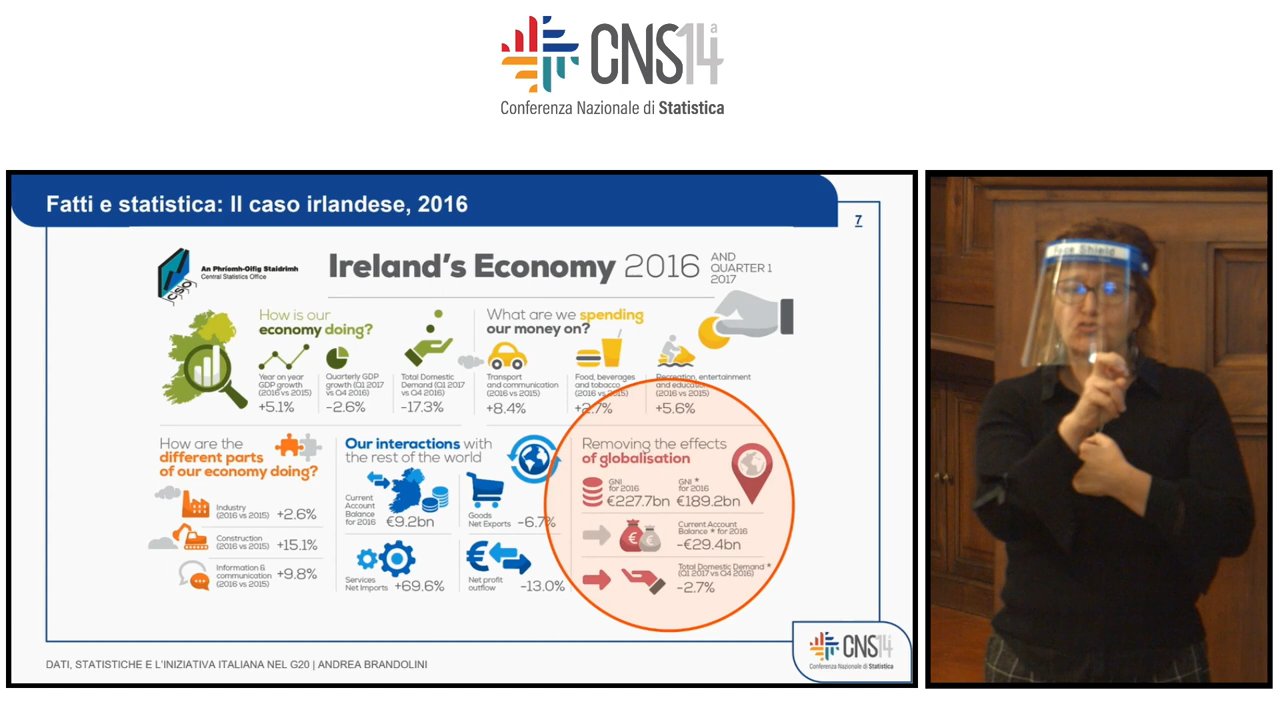 CNS14a
Conferenza Nazionale di Statistica
Fatti e statistica: Il caso irlandese, 2016
7
CSO
An Phríomh-Oifig Staidrimh
Central Statistics Office
Ireland's Economy 2016 AND
QUARTER 1
2017
How is our
economy doing?
Year on year
GDP growth
(2016 vs 2015)
+5.1%
Quarterly GDP
growth (Q1 2017
vs Q4 2016)
-2.6%
Total Domestic
Demand (Q1 2017
vs Q4 2016)
-17.3%
What are we spending
our money on?
Transport
and communication
(2016 vs 2015)
+8.4%
Food, beverages
and tobacco
(2016 vs 2015)
+2.7%
Recreation, entertainment
and education
(2016 vs 2015)
+5.6%
How are the
different parts
of our economy doing?
Industry
(2016 vs 2015)
+2.6%
Construction
(2016 vs 2015)
+15.1%
Information &
communication
(2016 vs 2015)
+9.8%
Our interactions with
the rest of the world
Current
Account
Balance
for 2016
€9.2bn
Goods
Net Exports
-6.7%
Services
Net Imports
+69.6%
Net profit
outflow
-13.0%
Removing the effects
of globalisation
GNI
for 2016
€227.7bn
GNI *
for 2016
€189.2bn
Current Account
Balance * for 2016
-€29.4bn
Total Domestic Demand *
(Q1 2017 vs Q4 2016)
-2.7%
DATI, STATISTICHE E L'INIZIATIVA ITALIANA NEL G20 | ANDREA BRANDOLINI
CNS14
Conferenza Nazionale di Statistica
Face Shield